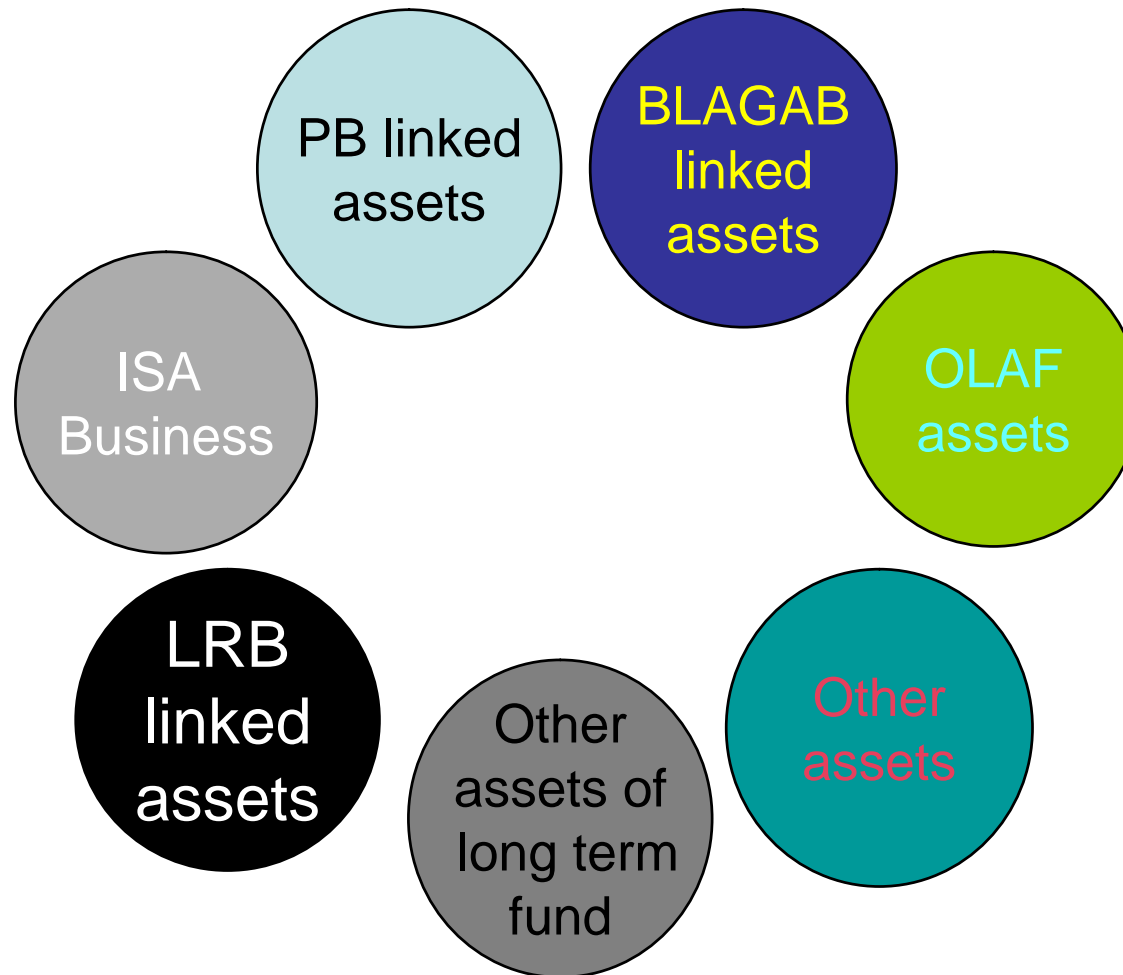 PB linked
assets
BLAGAB
linked
assets
ISA
Business
OLAF
assets
LRB
linked
assets
Other
assets of
long term
fund
Other
assets